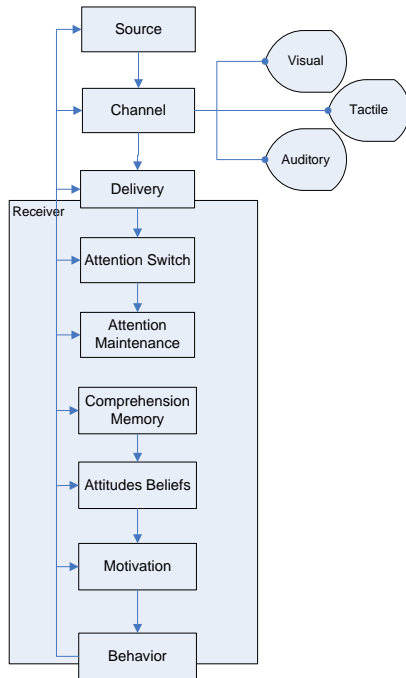 Source
Visual
Channel
Tactile
Auditory
Delivery
Receiver
Attention Switch
Attention
Maintenance
Comprehension
Memory
Attitudes Beliefs
Motivation
Behavior